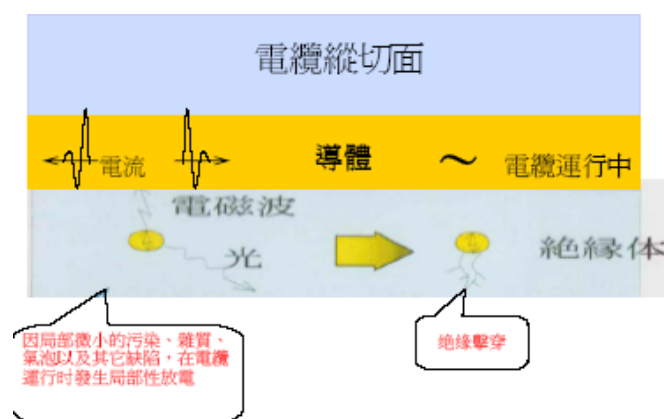 電纜縱切面
電流
導體
～
電纜運行中
電磁波
光
絶緣体
因局部微小的污染、雜質、
氣泡以及其它缺陷，在電纜
運行时發生局部性放電
绝缘擊穿